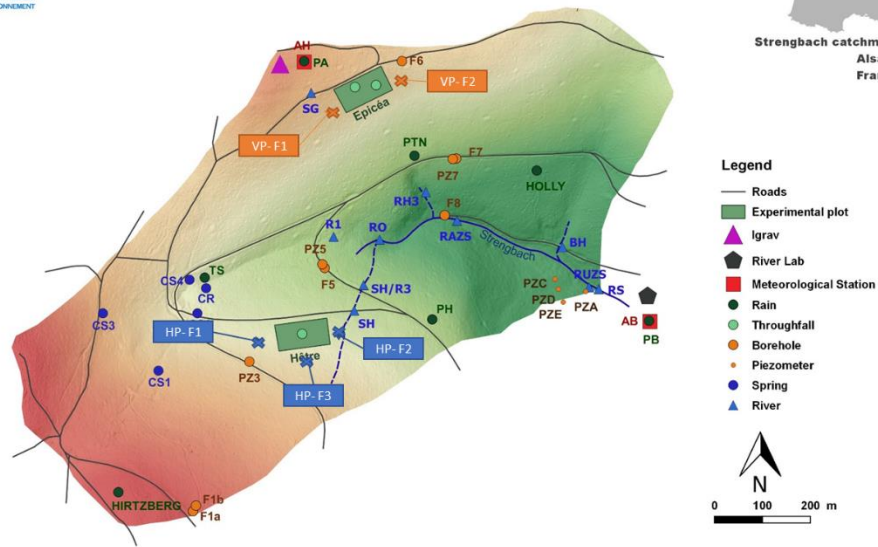 ONNEMENT
Strengbach catchm
Alsa
Fran
AH
PA
F6
VP-F2
SG
Epicéa
VP-F1
PTN
F7
PZ7
HOLLY
RH3
F8
R1
RO
RAZS
Strengbach
BH
PZ5
F5
CS4
TS
CR
SH/R3
PZC
PZD
PZE
RUZS
PZA
RS
CS3
HP-F1
SH
PH
AB
PB
Hêtre
HP-F2
CS1
PZ3
HP-F3
HIRTZBERG
F1b
F1a
Legend
Roads
Experimental plot
Igrav
River Lab
Meteorological Station
Rain
Throughfall
Borehole
Piezometer
Spring
River
N
0 100 200 m